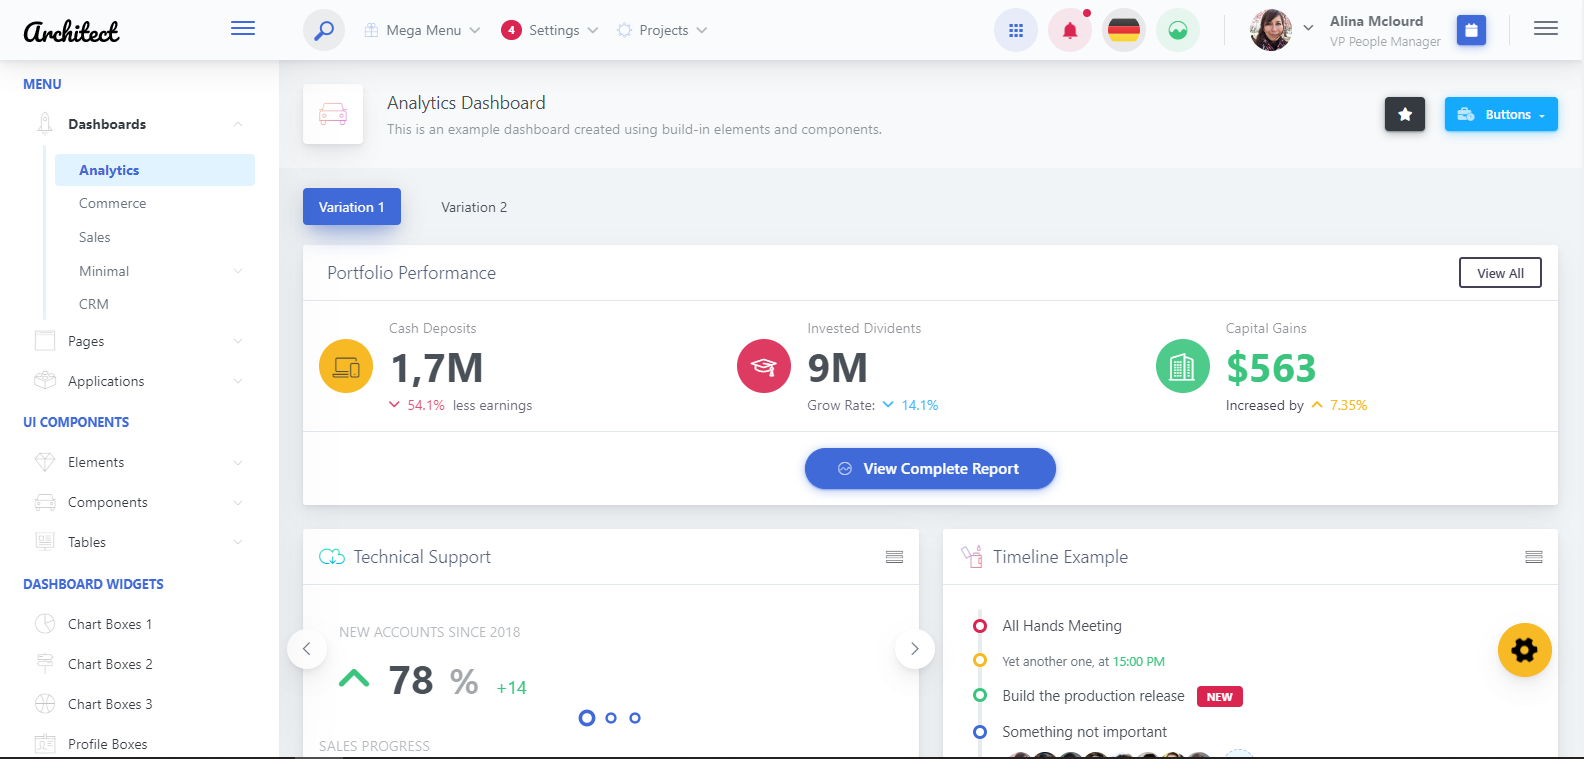 Architect
Mega Menu
4 Settings
Projects
Alina Mclourd
VP People Manager
MENU
Dashboards
Analytics
Commerce
Sales
Minimal
CRM
Pages
Applications
UI COMPONENTS
Elements
Components
Tables
DASHBOARD WIDGETS
Chart Boxes 1
Chart Boxes 2
Chart Boxes 3
Profile Boxes
Analytics Dashboard
This is an example dashboard created using build-in elements and components.
Buttons
Variation 1
Variation 2
Portfolio Performance
View All
Cash Deposits
1,7M
54.1% less earnings
Invested Dividents
9M
Grow Rate: 14.1%
Capital Gains
$563
Increased by 7.35%
View Complete Report
Technical Support
NEW ACCOUNTS SINCE 2018
78 % +14
SALES PROGRESS
Timeline Example
All Hands Meeting
Yet another one, at 15:00 PM
Build the production release NEW
Something not important